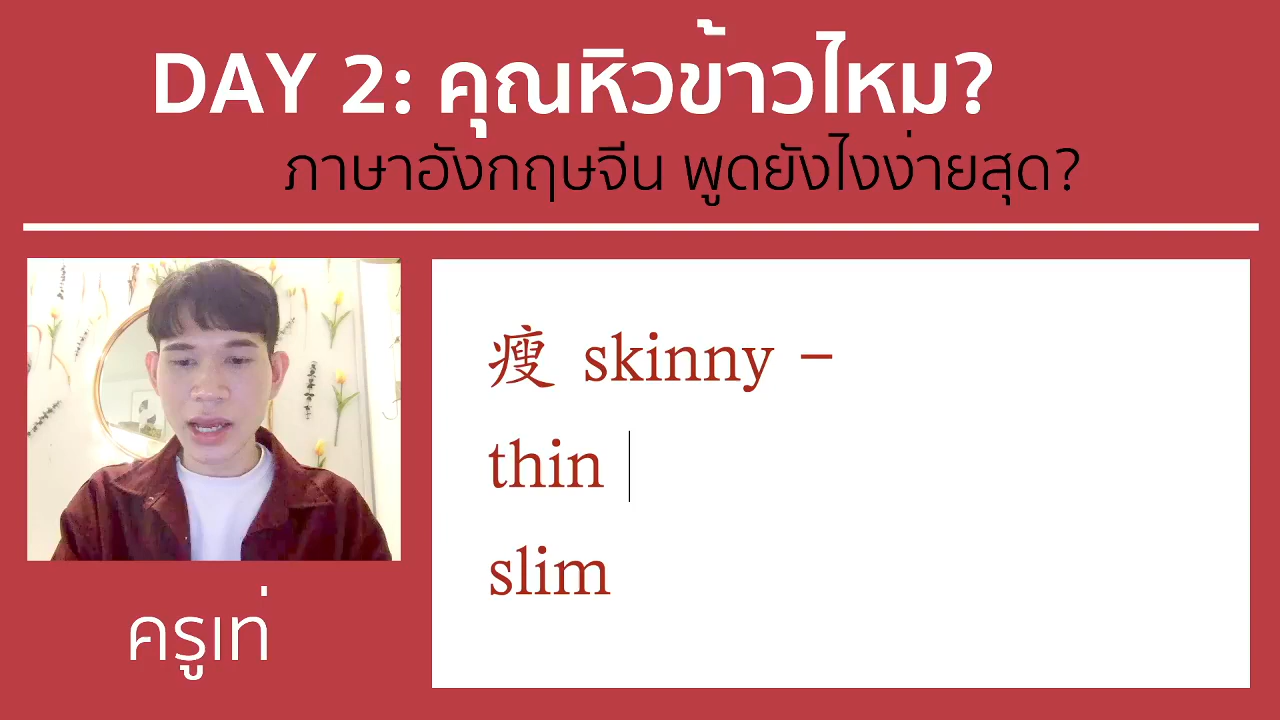 DAY 2: คุณหิวข้าวไหม?
ภาษาอังกฤษจีน พูดยังไงง่ายสุด?
瘦 skinny –
thin
slim
ครูเท่